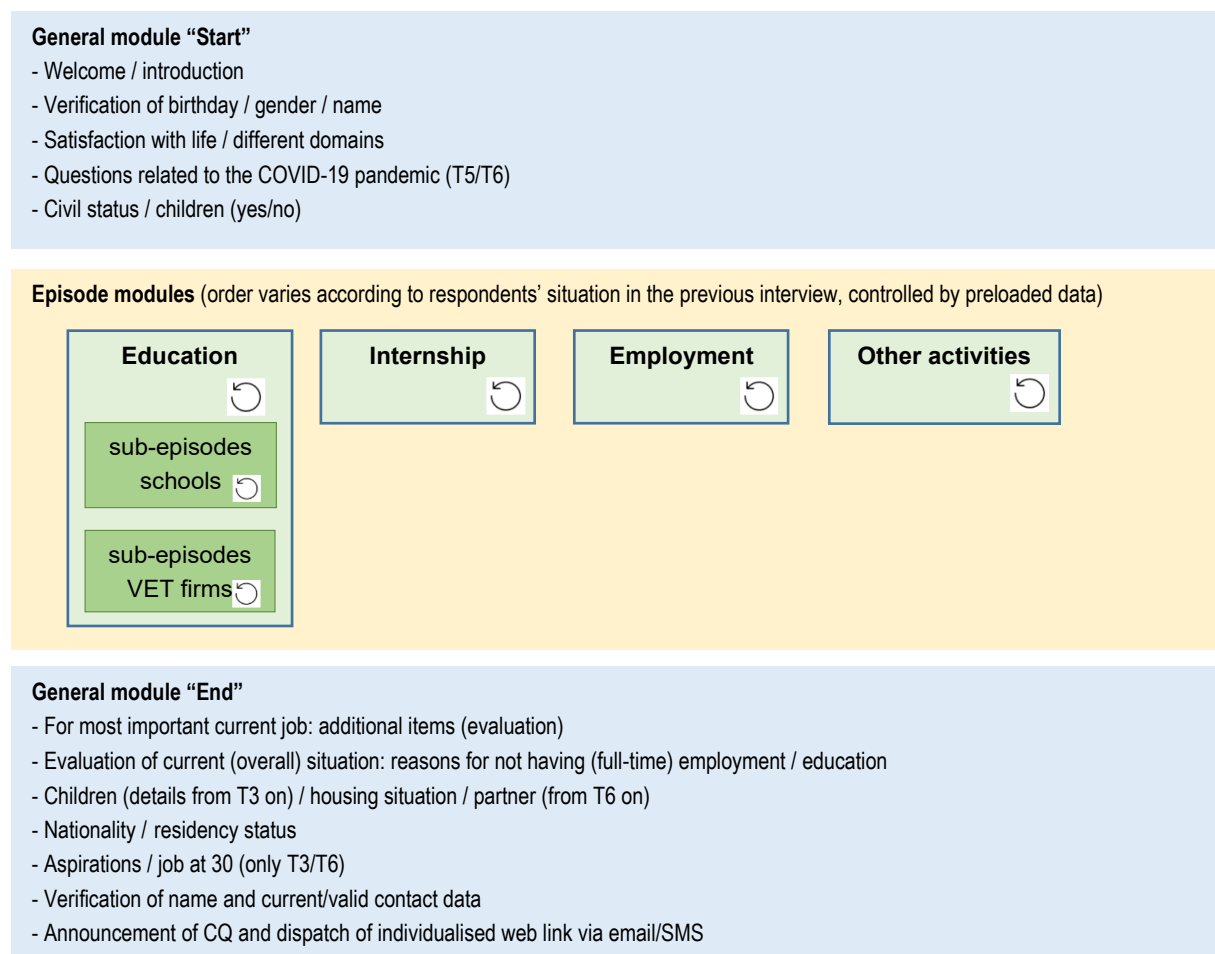 General module “Start”
- Welcome / introduction
- Verification of birthday / gender / name
- Satisfaction with life / different domains
- Questions related to the COVID-19 pandemic (T5/T6)
- Civil status / children (yes/no)
Episode modules (order varies according to respondents’ situation in the previous interview, controlled by preloaded data)
Education
Internship
Employment
Other activities
sub-episodes
schools
sub-episodes
VET firms
General module “End”
- For most important current job: additional items (evaluation)
- Evaluation of current (overall) situation: reasons for not having (full-time) employment / education
- Children (details from T3 on) / housing situation / partner (from T6 on)
- Nationality / residency status
- Aspirations / job at 30 (only T3/T6)
- Verification of name and current/valid contact data
- Announcement of CQ and dispatch of individualised web link via email/SMS